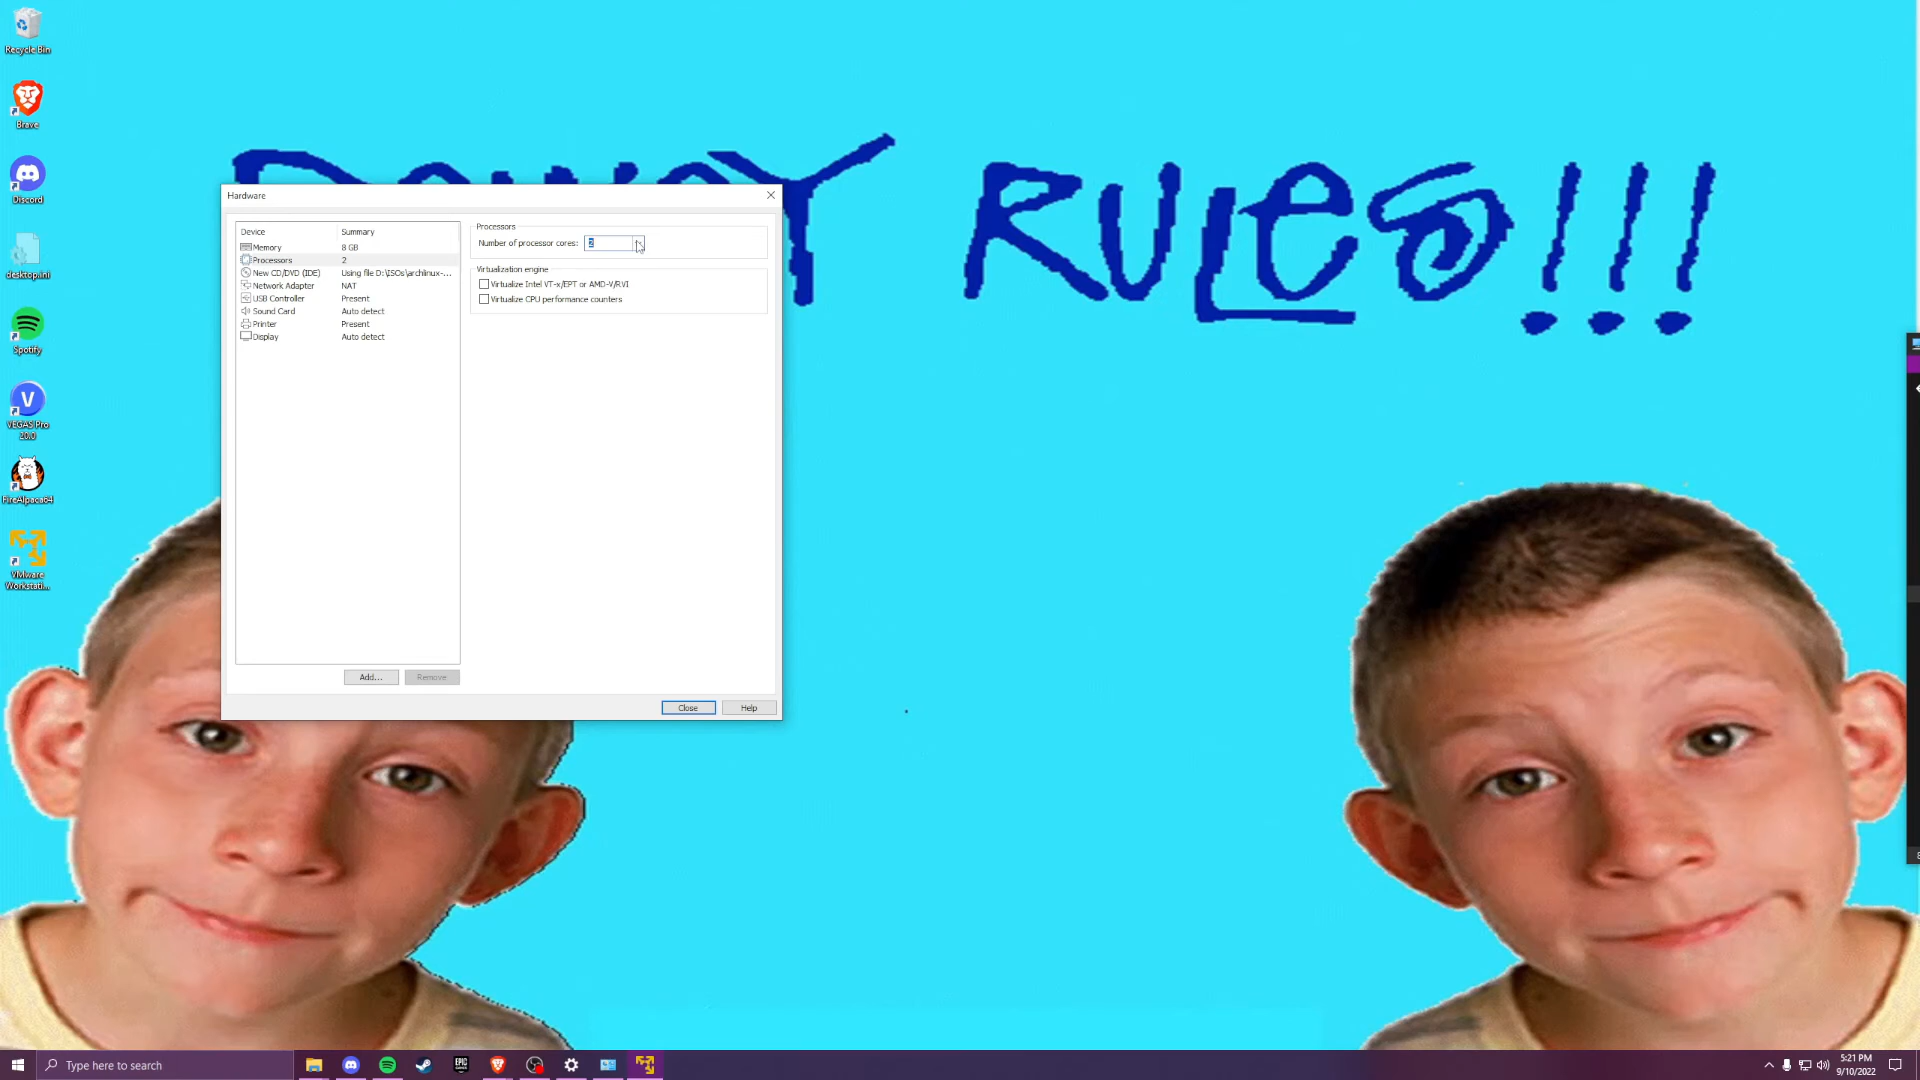 Recycle Bin
Brave
Discord
desktop.ini
Spotify
VEGAS Pro
20.0
FireAlpaca64
VMware
Workstati...
RULES!!!
Hardware
Device Summary
Memory 8 GB
Processors 2
New CD/DVD (IDE) Using file D:\ISOs\archlinux-...
Network Adapter NAT
USB Controller Present
Sound Card Auto detect
Printer Present
Display Auto detect
Add...
Remove
Processors
Number of processor cores: 2
Virtualization engine
Virtualize Intel VT-x/EPT or AMD-V/RVI
Virtualize CPU performance counters
Close
Help
Type here to search
EPIC
5:21 PM
9/10/2022